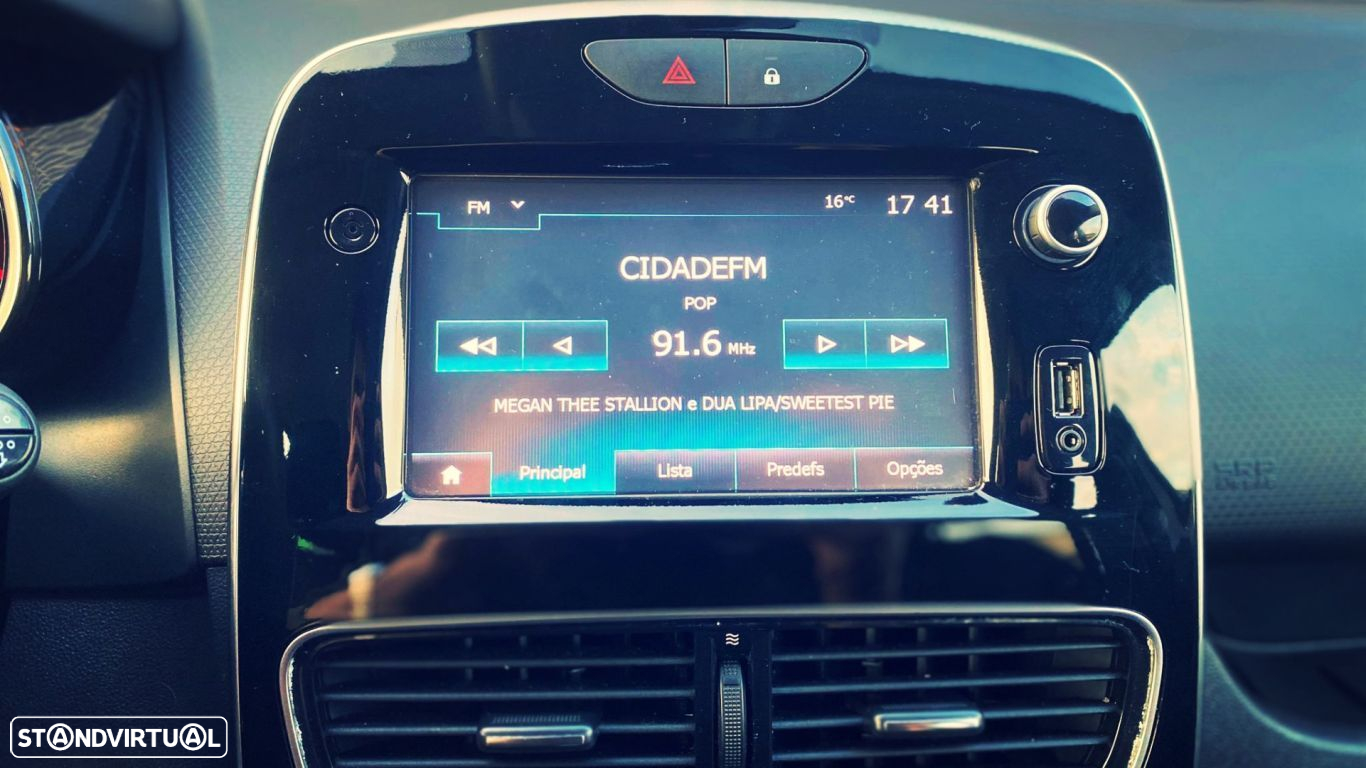 FM
16°C
17 41
CIDADEFM
POP
91.6 MHz
MEGAN THEE STALLION e DUA LIPA/SWEETEST PIE
Principal
Lista
Predefs
Opções
STANDVIRTUAL